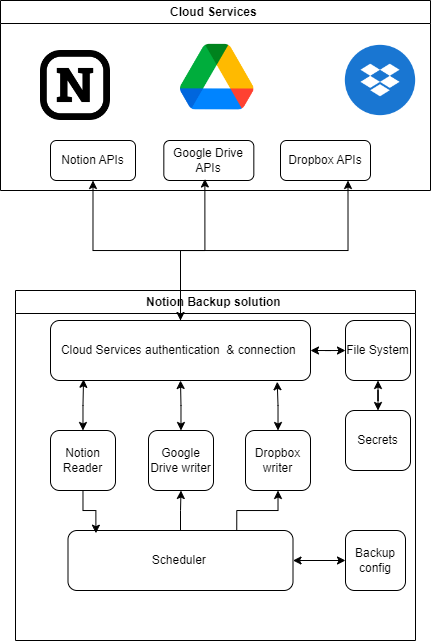 Cloud Services
N
Notion APIs
Google Drive
APIs
Dropbox APIs
Notion Backup solution
Cloud Services authentication & connection
File System
Secrets
Notion
Reader
Google
Drive writer
Dropbox
writer
Scheduler
Backup
config